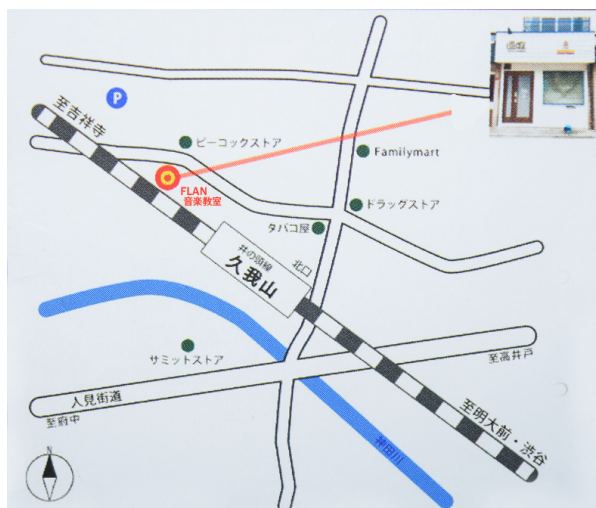 P
至吉祥寺
ピーコックストア
Familymart
FLAN
音楽教室
ドラッグストア
タバコ屋
北口
井の頭線
久我山
サミットストア
至高井戸
人見街道
至府中
至明大前・渋谷
神田川